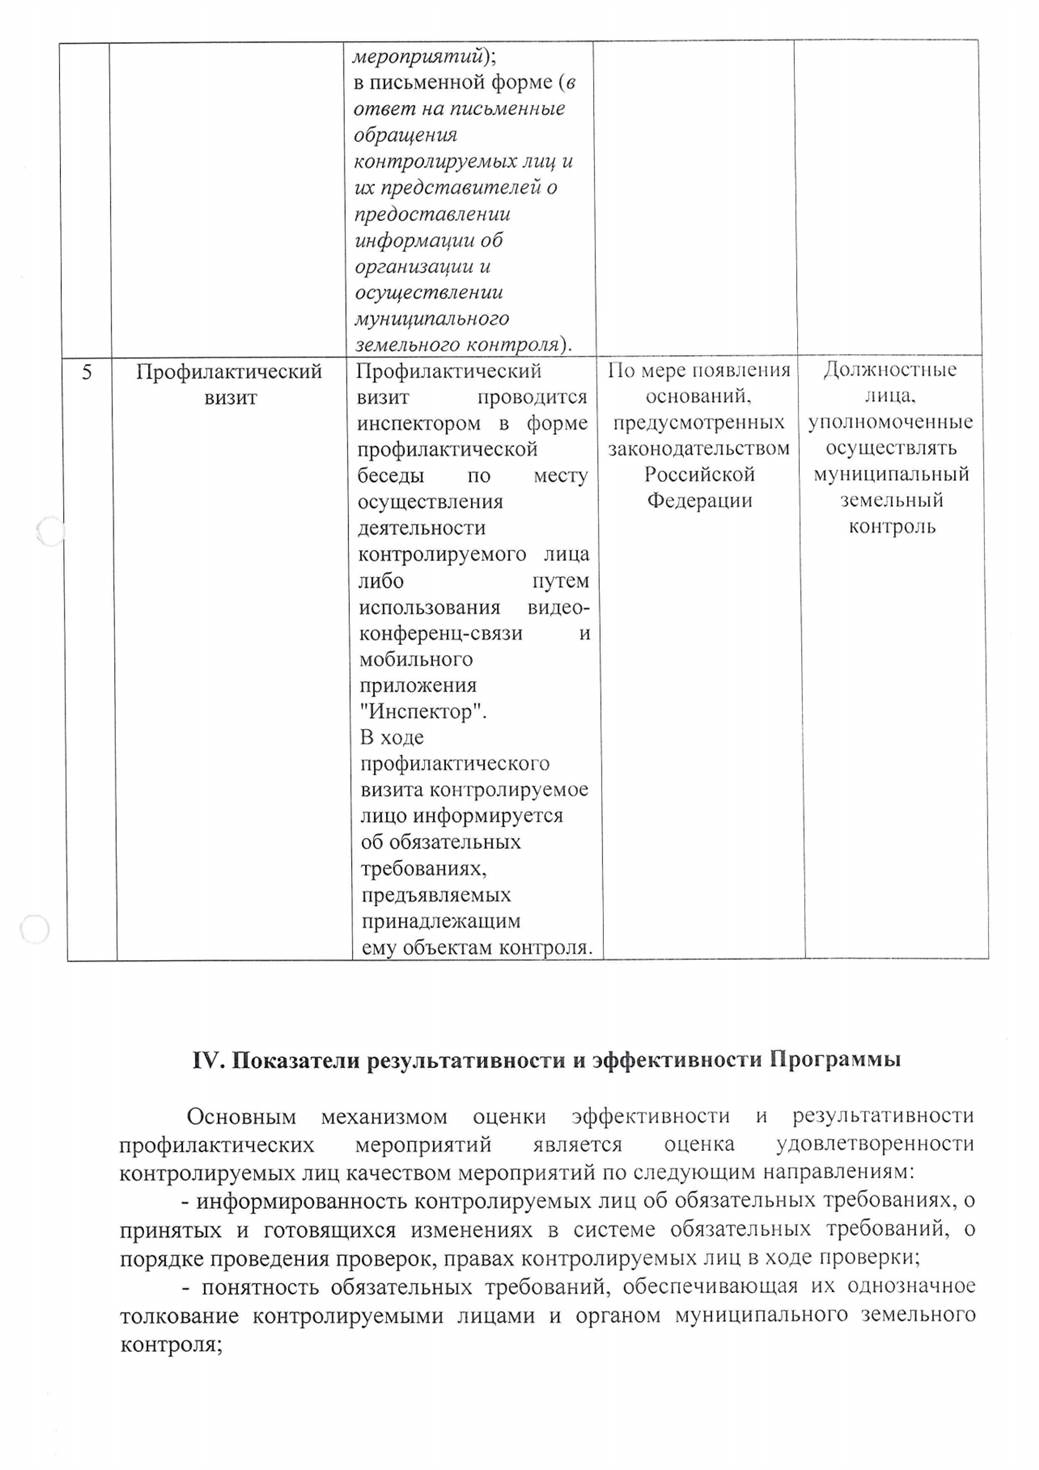 мероприятий);
в письменной форме (в
ответ на письменные
обращения
контролируемых лиц и
их представителей о
предоставлении
информации об
организации и
осуществлении
муниципального
земельного контроля).
5
Профилактический
визит
Профилактический
визит проводится
инспектором в форме
профилактической
беседы по месту
осуществления
деятельности
контролируемого лица
либо путем
использования видео-
конференц-связи и
мобильного
приложения
"Инспектор".
В ходе
профилактического
визита контролируемое
лицо информируется
об обязательных
требованиях,
предъявляемых
принадлежащим
ему объектам контроля.
По мере появления
оснований,
предусмотренных
законодательством
Российской
Федерации
Должностные
лица,
уполномоченные
осуществлять
муниципальный
земельный
контроль
IV. Показатели результативности и эффективности Программы
Основным механизмом оценки эффективности и результативности
профилактических мероприятий является оценка удовлетворенности
контролируемых лиц качеством мероприятий по следующим направлениям:
- информированность контролируемых лиц об обязательных требованиях, о
принятых и готовящихся изменениях в системе обязательных требований, о
порядке проведения проверок, правах контролируемых лиц в ходе проверки;
- понятность обязательных требований, обеспечивающая их однозначное
толкование контролируемыми лицами и органом муниципального земельного
контроля;